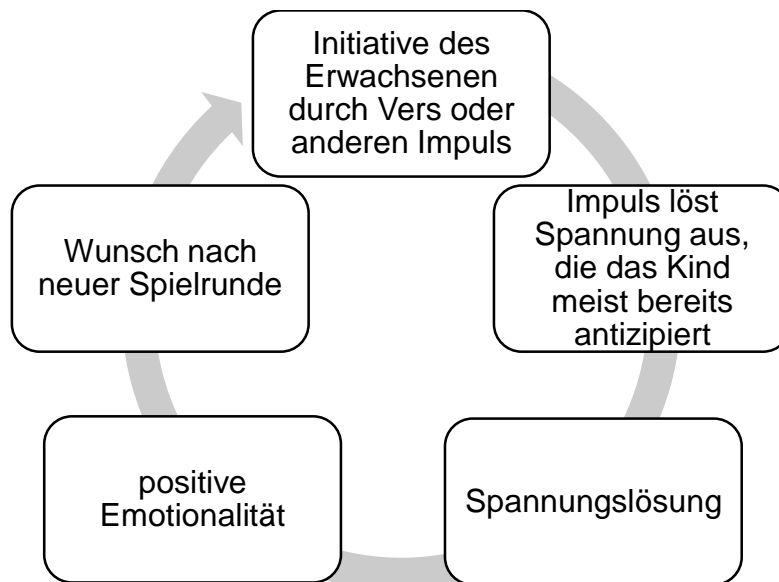 Initiative des
Erwachsenen
durch Vers oder
anderen Impuls
Impuls löst
Spannung aus,
die das Kind
meist bereits
antizipiert
Spannungslösung
positive
Emotionalität
Wunsch nach
neuer Spielrunde